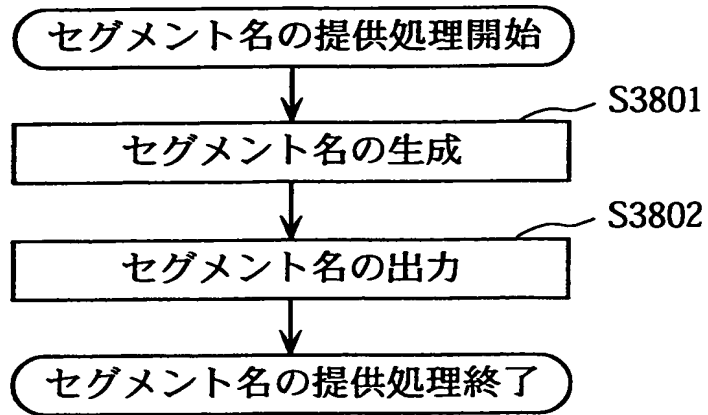 セグメント名の提供処理開始
S3801
セグメント名の生成
S3802
セグメント名の出力
セグメント名の提供処理終了